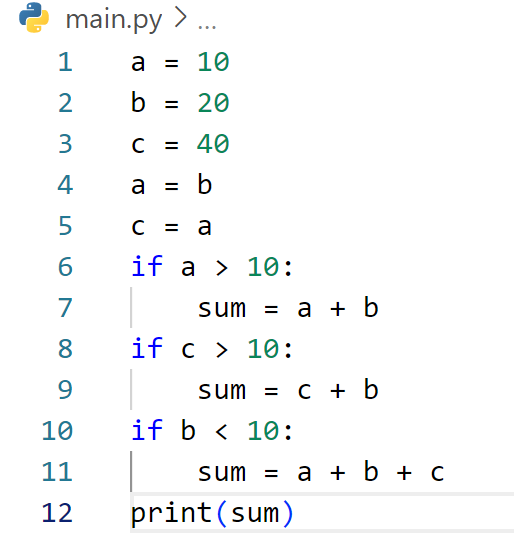 main.py > ...
1 a = 10
2 b = 20
3 c = 40
4 a = b
5 c = a
6 if a > 10:
7     sum = a + b
8 if c > 10:
9     sum = c + b
10 if b < 10:
11     sum = a + b + c
12 print(sum)